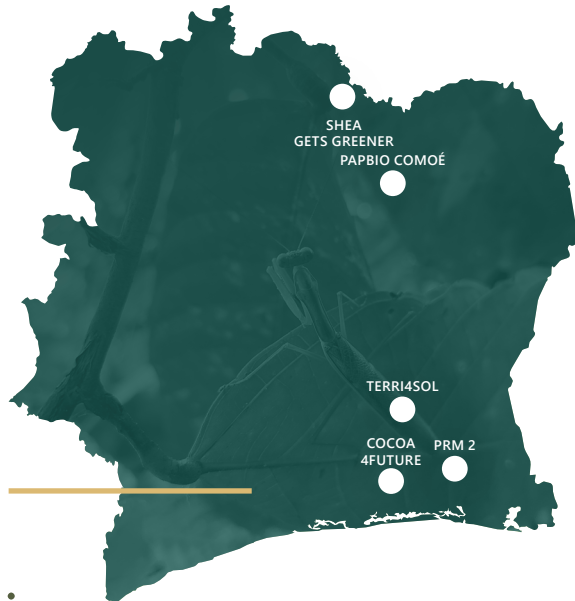 SHEA
GETS GREENER
PAPBIO COMOÉ
TERRI4SOL
COCOA
4FUTURE
PRM 2